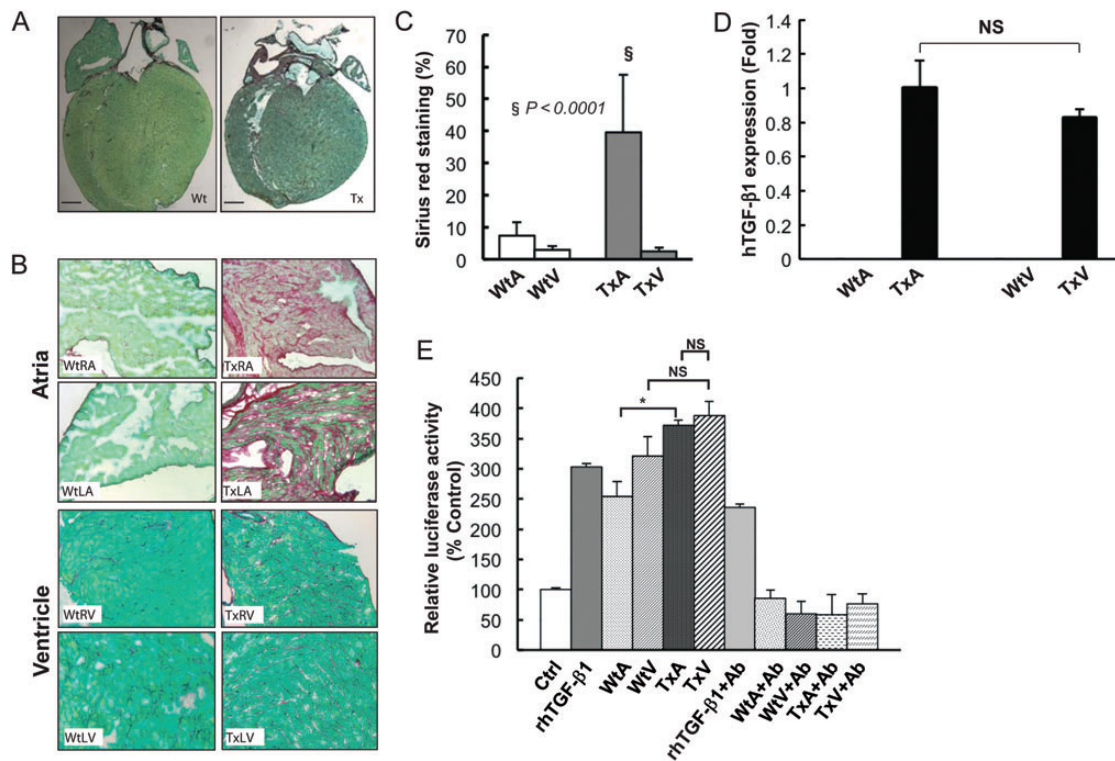 A
Wt
Tx
B
Atria
WtRA
TxRA
WtLA
TxLA
Ventricle
WtRV
TxRV
WtLV
TxLV
C
Sirius red staining (%)
70
60
50
40
30
20
10
0
§
§ P < 0.0001
WtA
WtV
TxA
TxV
D
hTGF-β1 expression (Fold)
1.4
1.2
1
0.8
0.6
0.4
0.2
0
NS
WtA
TxA
WtV
TxV
E
Relative luciferase activity
(% Control)
450
400
350
300
250
200
150
100
50
0
NS
NS
*
Ctrl
rhTGF-β1
WtA
WtV
TxA
TxV
rhTGF-β1+Ab
WtA+Ab
WtV+Ab
TxA+Ab
TxV+Ab